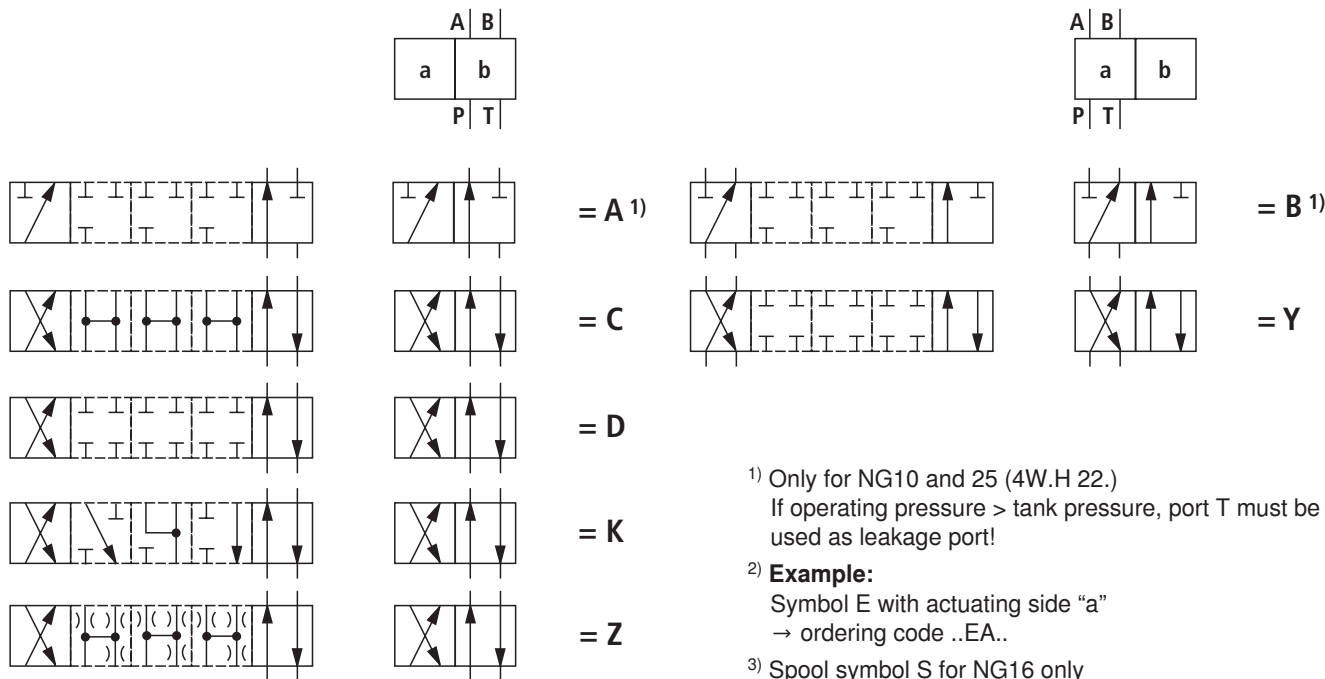 A B
a b
P T
A B
a b
P T
= A 1)
= B 1)
= C
= Y
= D
= K
= Z
1) Only for NG10 and 25 (4W.H 22.)
If operating pressure > tank pressure, port T must be
used as leakage port!
2) Example:
Symbol E with actuating side “a”
→ ordering code ..EA..
3) Spool symbol S for NG16 only